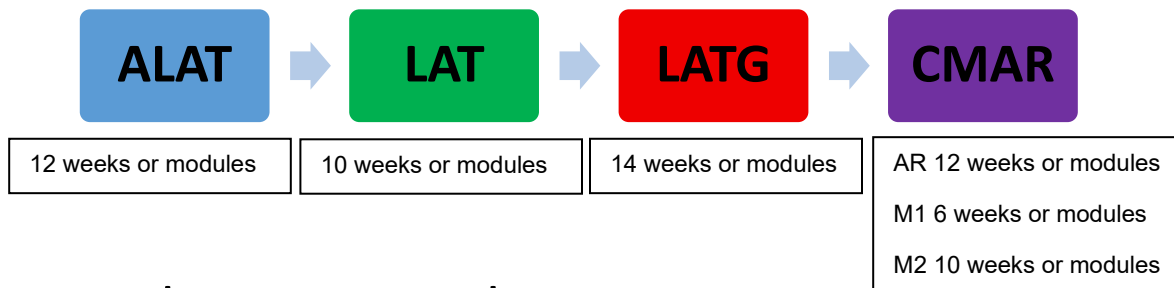 ALAT
LAT
LATG
CMAR
12 weeks or modules
10 weeks or modules
14 weeks or modules
AR 12 weeks or modules
M1 6 weeks or modules
M2 10 weeks or modules